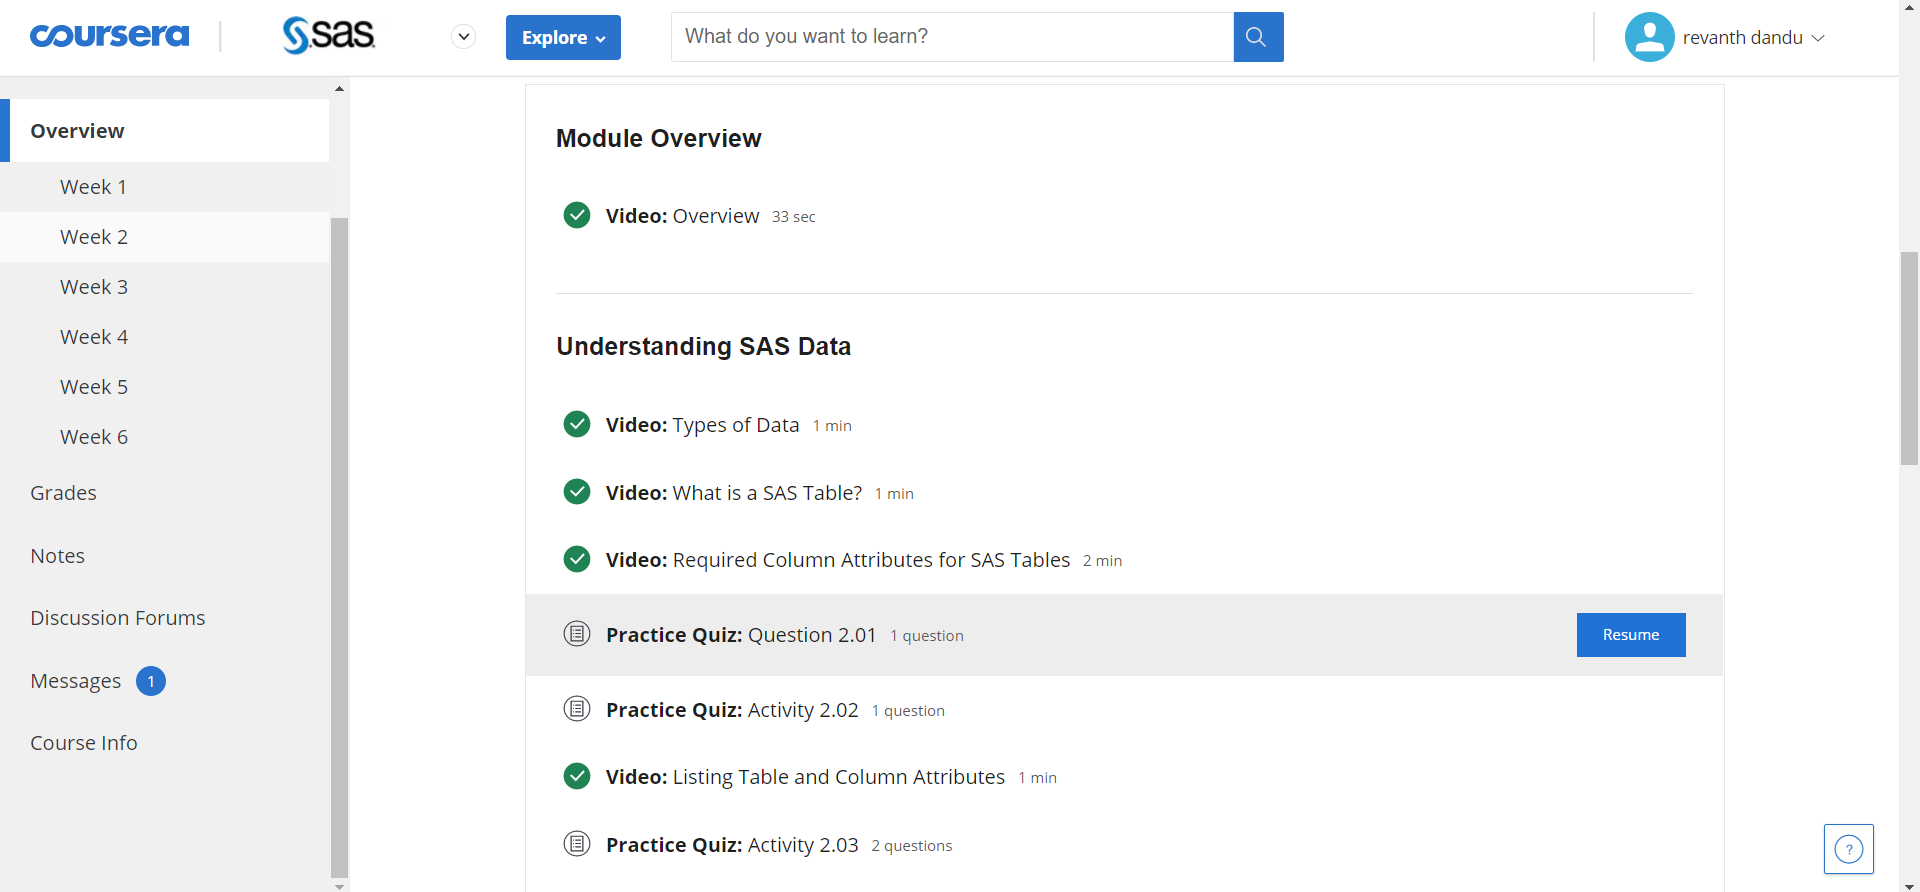 coursera
sas
Explore
What do you want to learn?
revanth dandu
Overview
Week 1
Week 2
Week 3
Week 4
Week 5
Week 6
Grades
Notes
Discussion Forums
Messages 1
Course Info
Module Overview
Video: Overview 33 sec
Understanding SAS Data
Video: Types of Data 1 min
Video: What is a SAS Table? 1 min
Video: Required Column Attributes for SAS Tables 2 min
Practice Quiz: Question 2.01 1 question
Resume
Practice Quiz: Activity 2.02 1 question
Video: Listing Table and Column Attributes 1 min
Practice Quiz: Activity 2.03 2 questions
?